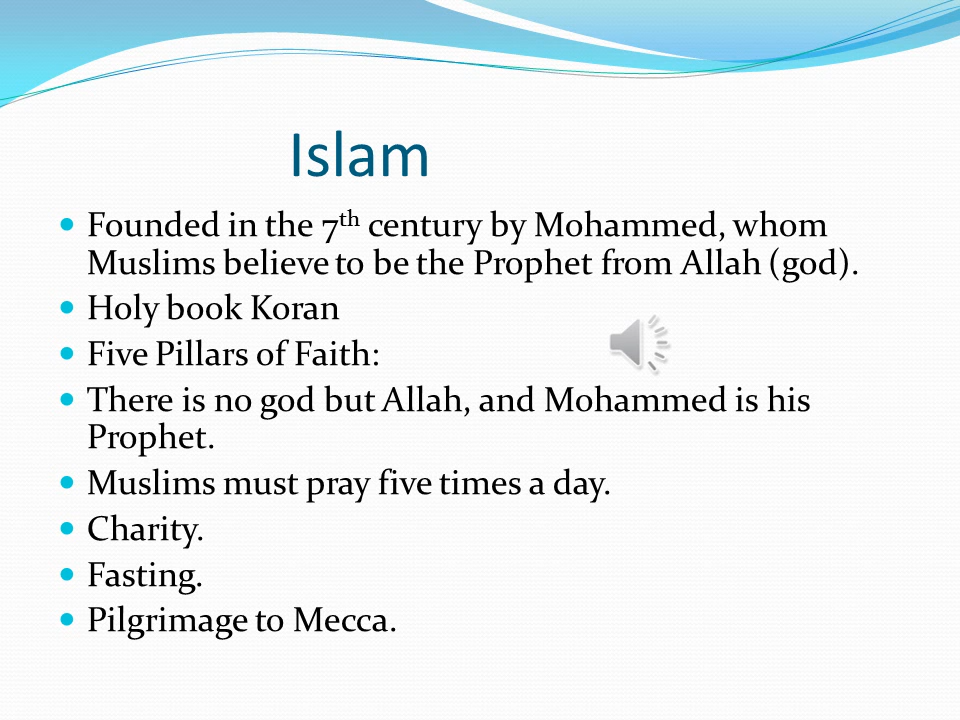 Islam
• Founded in the 7th century by Mohammed, whom
Muslims believe to be the Prophet from Allah (god).
• Holy book Koran
• Five Pillars of Faith:
• There is no god but Allah, and Mohammed is his
Prophet.
• Muslims must pray five times a day.
• Charity.
• Fasting.
• Pilgrimage to Mecca.